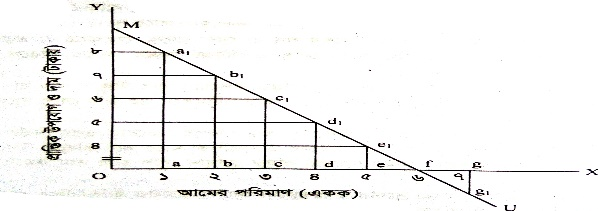 Y
M
প্রান্তিক উপযোগ ও দাম (টাকায়)
৮ a₁
৭ b₁
৬ c₁
৫ d₁
৪ e₁
a b c d e f g
০ ১ ২ ৩ ৪ ৫ ৬ ৭ X
g₁
আমের পরিমাণ (একক)
U